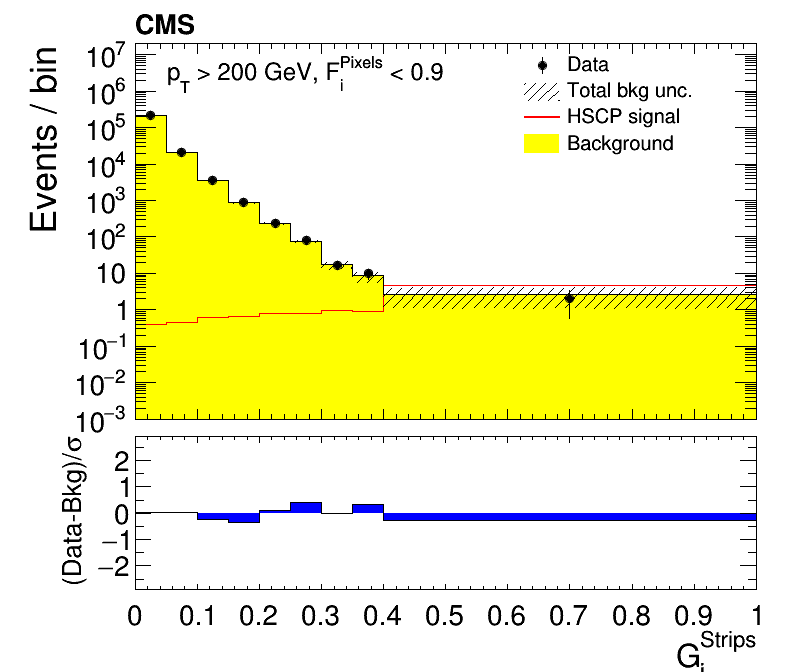 CMS
Events / bin
10^7
10^6
10^5
10^4
10^3
10^2
10
1
10^−1
10^−2
10^−3
p_T > 200 GeV, F_i^Pixels < 0.9
Data
Total bkg unc.
HSCP signal
Background
(Data-Bkg)/σ
2
1
0
−1
−2
0 0.1 0.2 0.3 0.4 0.5 0.6 0.7 0.8 0.9 1
G_i^Strips